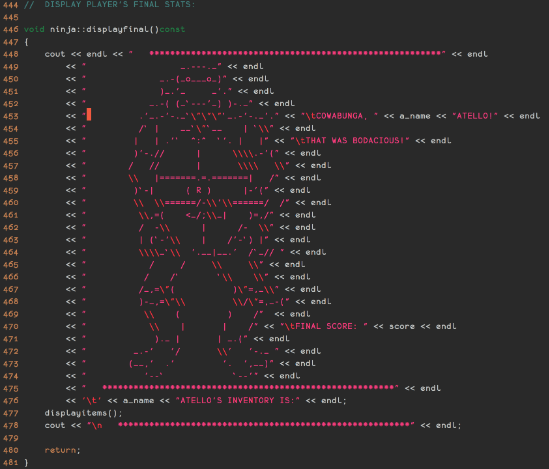 444 //  DISPLAY PLAYER'S FINAL STATS:
445
446 void ninja::displayfinal()const
447 {
448     cout << endl << "   ********************************************************" << endl
449         << "                  _.---._" << endl
450         << "               _.-(_o___o_)" << endl
451         << "               )_.'_     _'.'" << endl
452         << "            _.-( (_'---'_) )-._" << endl
453         << "          .'_.-'-._'\"\"\"'_.-'-._'." << "\tCOWABUNGA, " << a_name << "ATELLO!" << endl
454         << "          /` |    __`\"`__    | `\\" << endl
455         << "         |   | .'`  ^:^  `'. |   |" << "\tTHAT WAS BODACIOUS!" << endl
456         << "         )`-.//      |      \\\\.-'(" << endl
457         << "        /   //       |       \\\\   \\" << endl
458         << "        \\   |=======.=.=======|   /" << endl
459         << "         )`-|      ( R )      |-'(" << endl
460         << "         \\  \\======/-\\'\\======/  /" << endl
461         << "          \\,=(    <_/;\\_|    )=,/" << endl
462         << "          /  -\\      |      /-  \\" << endl
463         << "          | (`-'\\    |    /'-') |" << endl
464         << "          \\\\_`\\  '.__|__.'  /`_// " << endl
465         << "            /     /       \\     \\" << endl
466         << "           /    /`         `\\    \\" << endl
467         << "          /_,=\"(           )\"=,_\\" << endl
468         << "          )-_,=\"\\         \\/\"=,_-(" << endl
469         << "           \\    (         )    /" << endl
470         << "            \\    |       |    /" << "\tFINAL SCORE: " << score << endl
471         << "             )._ |       | _.(" << endl
472         << "         _.-'   '/       \\'   '-._ " << endl
473         << "        (__,'  .'         '.  ',__)" << endl
474         << "           '--'             '--'" << endl
475         << "   ********************************************************" << endl
476         << '\t' << a_name << "ATELLO'S INVENTORY IS:" << endl;
477     displayitems();
478     cout << "\n   ********************************************************" << endl;
479
480     return;
481 }